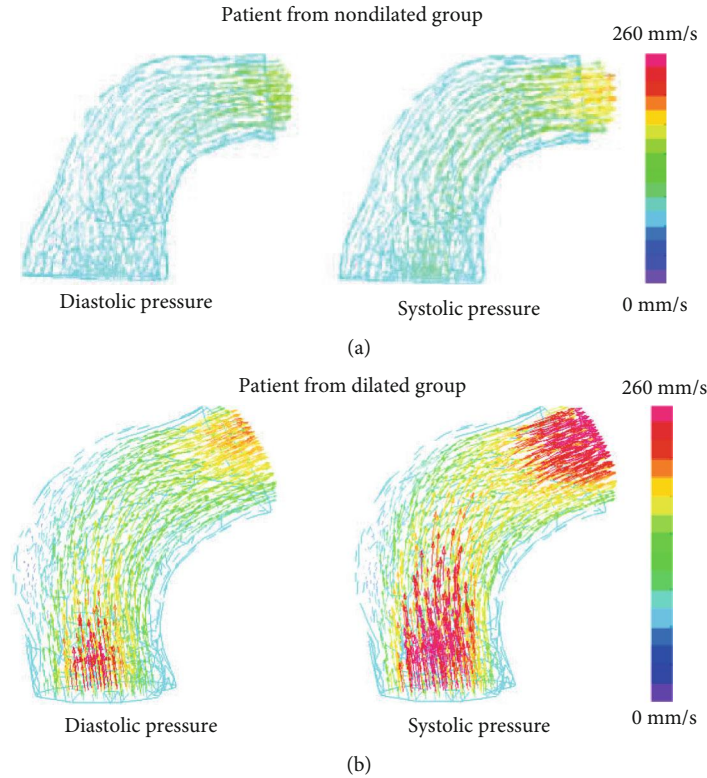 Patient from nondilated group
260 mm/s
Diastolic pressure
Systolic pressure
0 mm/s
(a)
Patient from dilated group
260 mm/s
Diastolic pressure
Systolic pressure
0 mm/s
(b)